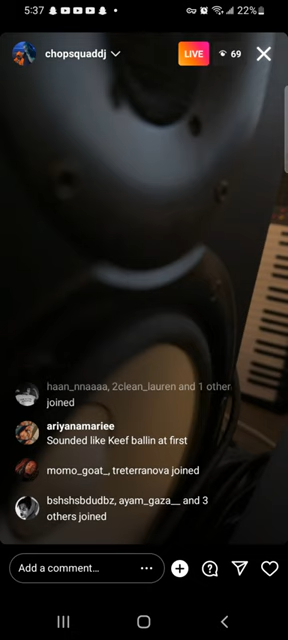 5:37
22%
chopsquaddj
LIVE
69
haan_nnaaaa, 2clean_lauren and 1 other
joined
ariyanamariee
Sounded like Keef ballin at first
momo_goat_, treterranova joined
bshshsbdudbz, ayam_gaza__ and 3
others joined
Add a comment...